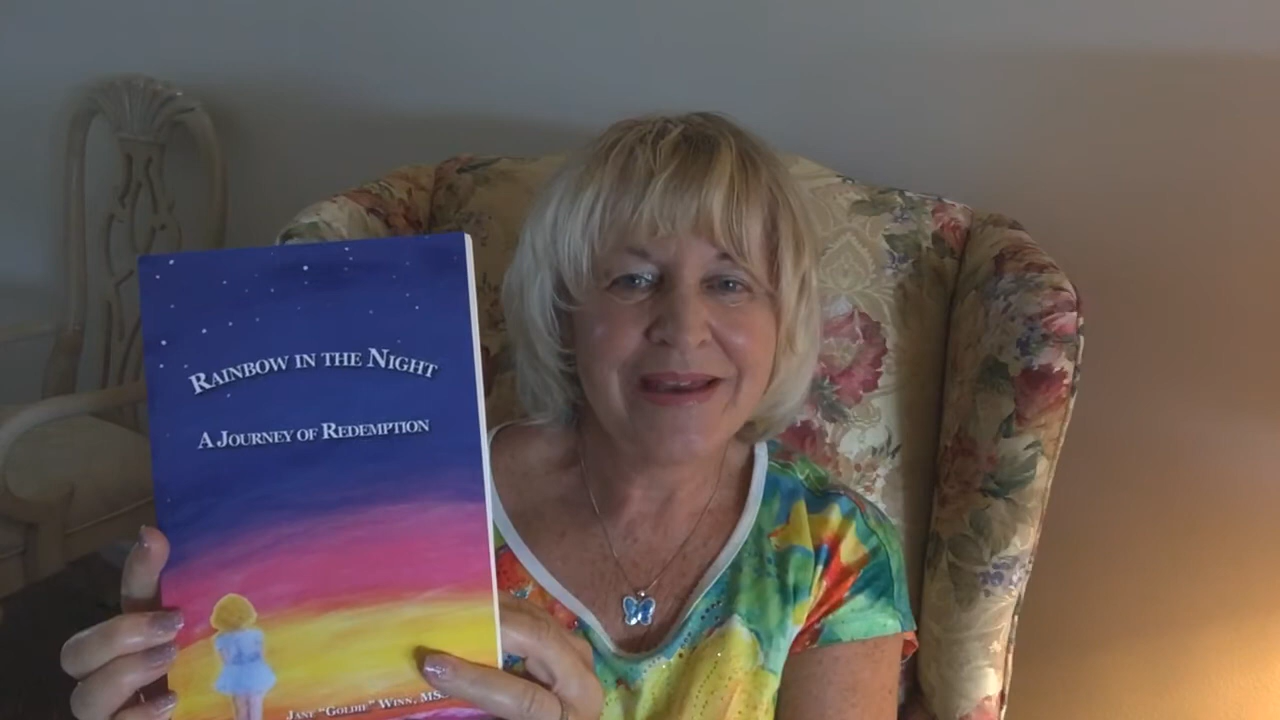 RAINBOW IN THE NIGHT
A JOURNEY OF REDEMPTION
JANE "GOLDIE" WINN,